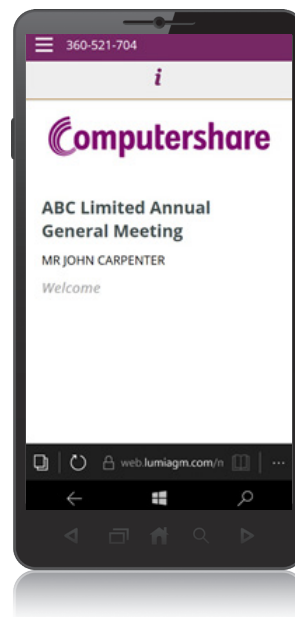 360-521-704
i
Computershare
ABC Limited Annual
General Meeting
MR JOHN CARPENTER
Welcome
web.lumiagm.com/n